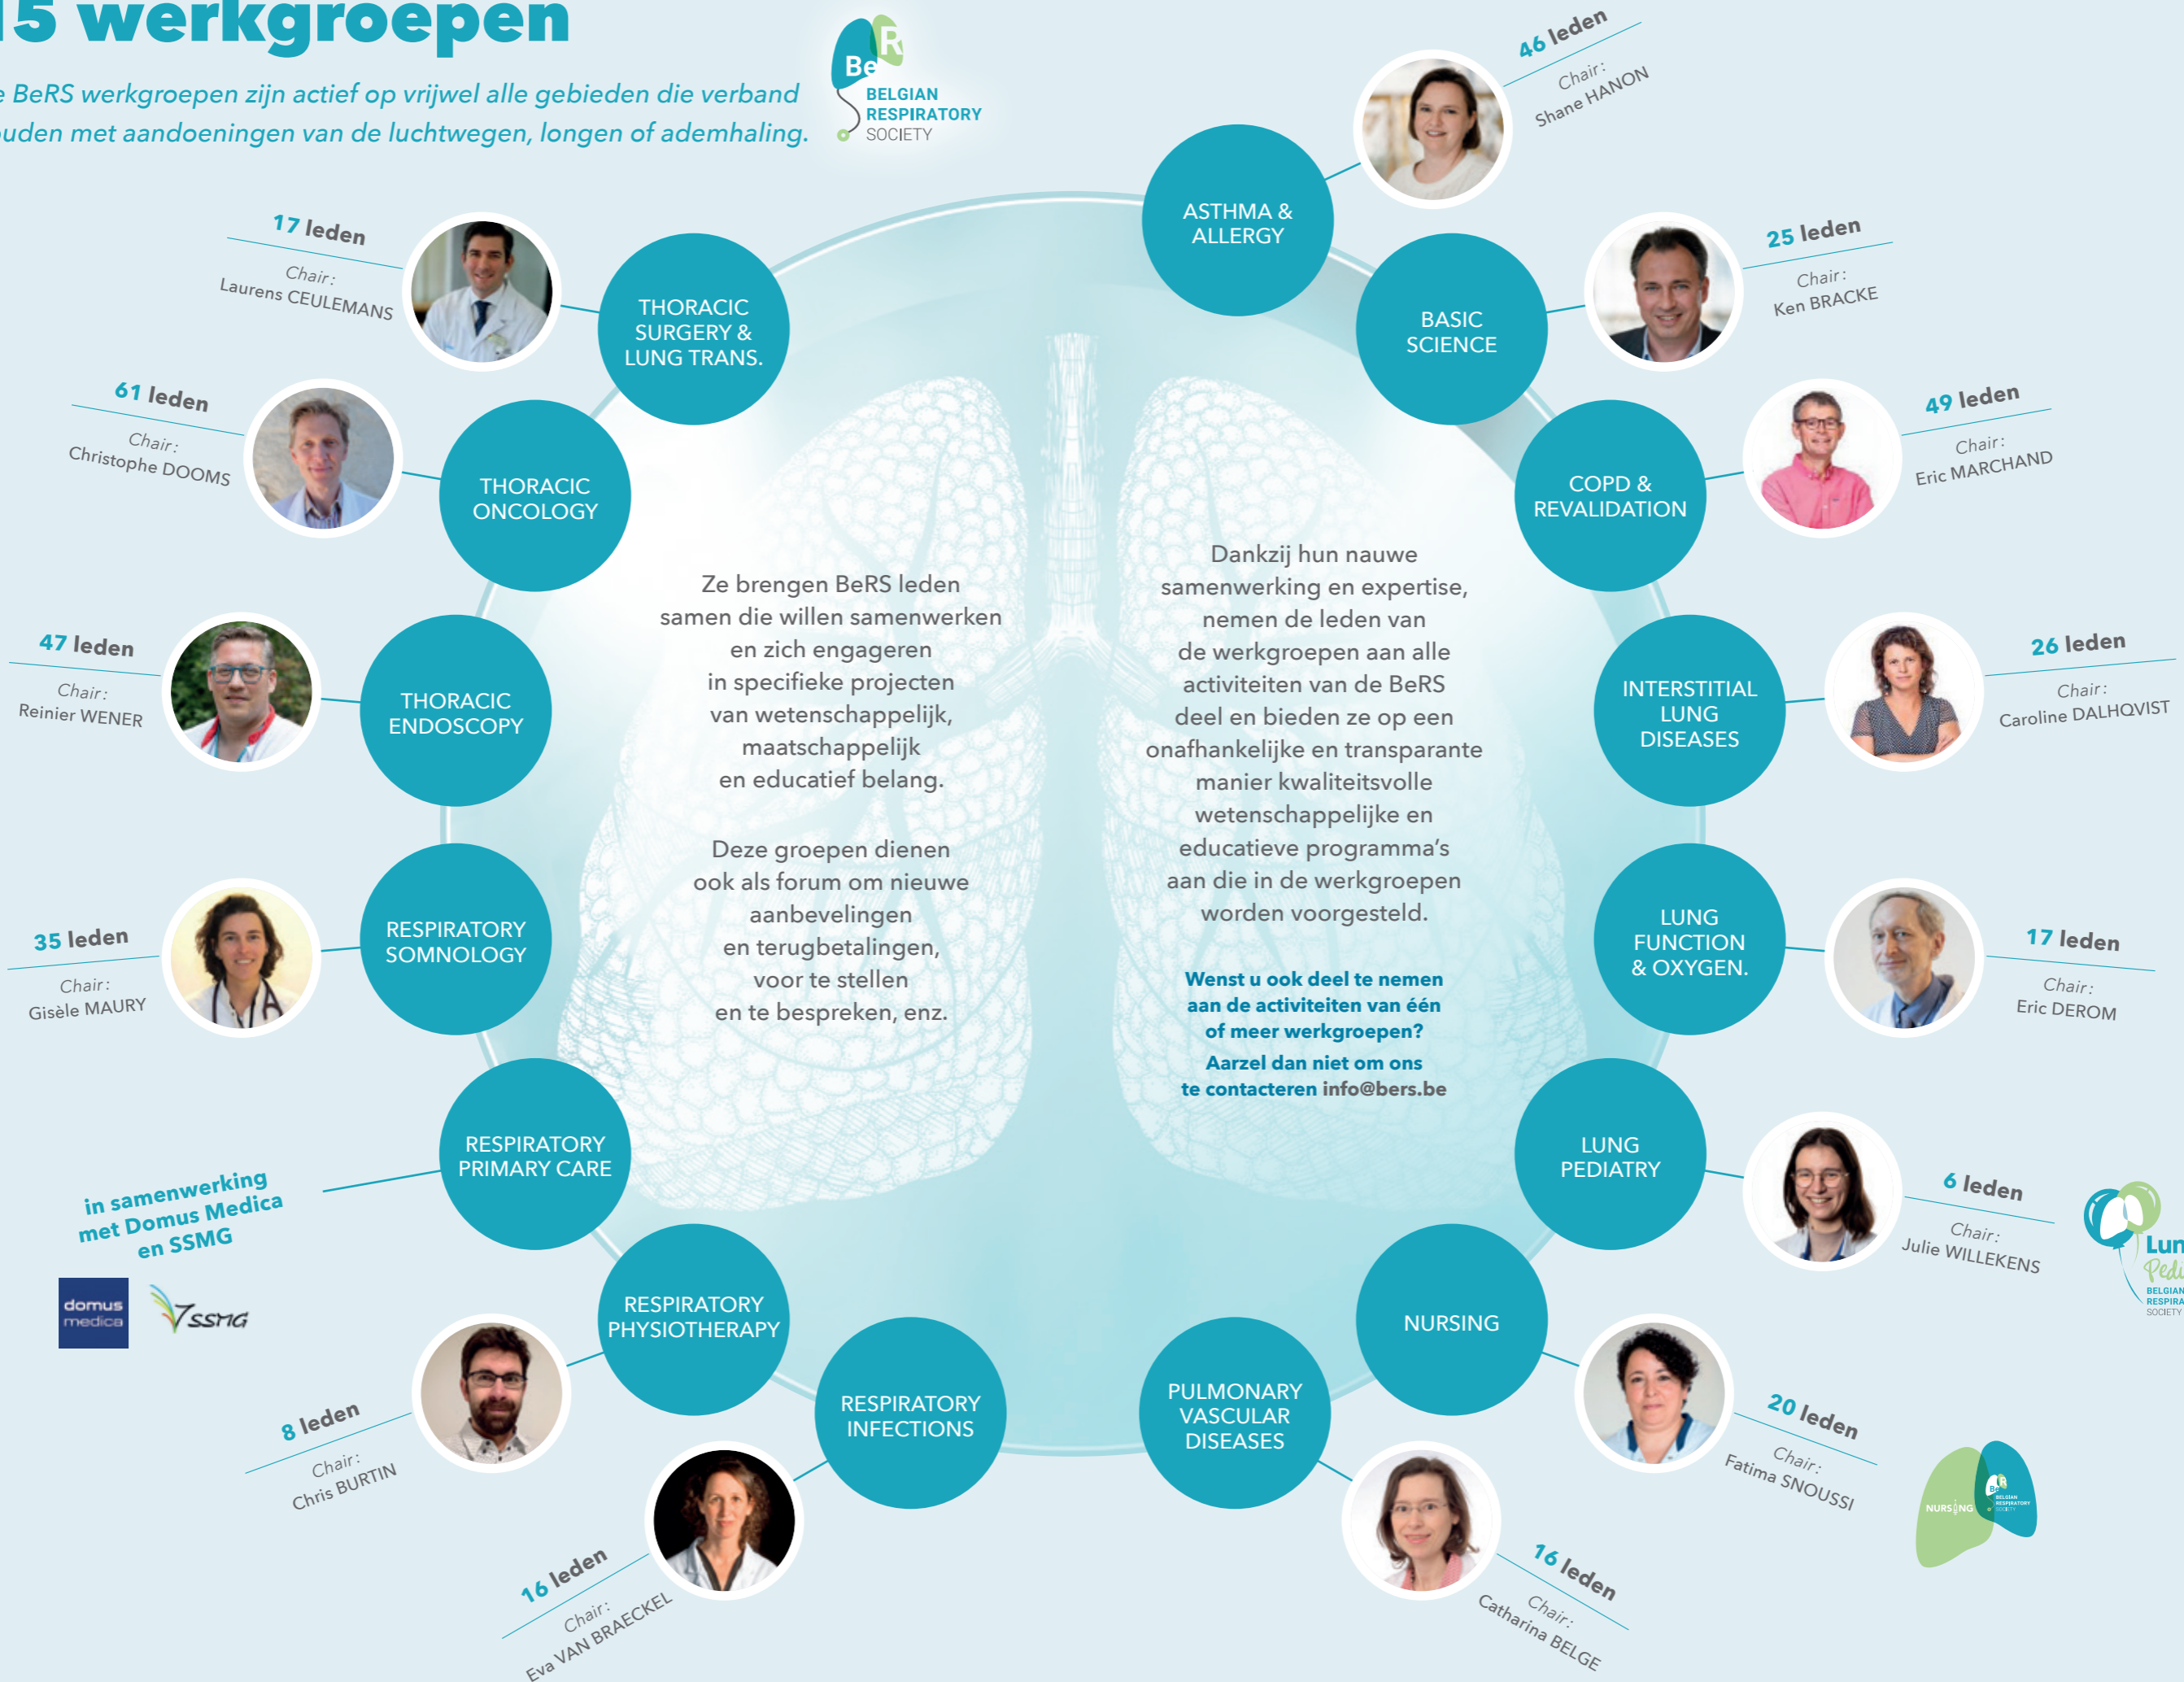 15 werkgroepen
BeRS werkgroepen zijn actief op vrijwel alle gebieden die verband
met aandoeningen van de luchtwegen, longen of ademhaling.
BeR
BELGIAN
RESPIRATORY
SOCIETY
46 leden
Chair:
Shane HANON
ASTHMA &
ALLERGY
25 leden
Chair:
Ken BRACKE
BASIC
SCIENCE
49 leden
Chair:
Eric MARCHAND
COPD &
REVALIDATION
26 leden
Chair:
Caroline DALHQVIST
INTERSTITIAL
LUNG
DISEASES
17 leden
Chair:
Eric DEROM
LUNG
FUNCTION
& OXYGEN.
6 leden
Chair:
Julie WILLEKENS
LUNG
PEDIATRY
BELGIAN
SOCIETY
20 leden
Chair:
Fatima SNOUSSI
NURSING
NURSING
BeR
BELGIAN
RESPIRATORY
SOCIETY
16 leden
Chair:
Catharina BELGE
PULMONARY
VASCULAR
DISEASES
16 leden
Chair:
Eva VAN BRAECKEL
RESPIRATORY
INFECTIONS
8 leden
Chair:
Chris BURTIN
RESPIRATORY
PHYSIOTHERAPY
in samenwerking
met Domus Medica
en SSMG
domus
medica
SSMG
RESPIRATORY
PRIMARY CARE
35 leden
Chair:
Gisèle MAURY
RESPIRATORY
SOMNOLOGY
47 leden
Chair:
Reinier WENER
THORACIC
ENDOSCOPY
61 leden
Chair:
Christophe DOOMS
THORACIC
ONCOLOGY
17 leden
Chair:
Laurens CEULEMANS
THORACIC
SURGERY &
LUNG TRANS.
Ze brengen BeRS leden
samen die willen samenwerken
en zich engageren
in specifieke projecten
van wetenschappelijk,
maatschappelijk
en educatief belang.
Deze groepen dienen
ook als forum om nieuwe
aanbevelingen
en terugbetalingen,
voor te stellen
en te bespreken, enz.
Dankzij hun nauwe
samenwerking en expertise,
nemen de leden van
de werkgroepen aan alle
activiteiten van de BeRS
deel en bieden ze op een
onafhankelijke en transparante
manier kwaliteitsvolle
wetenschappelijke en
educatieve programma's
aan die in de werkgroepen
worden voorgesteld.
Wenst u ook deel te nemen
aan de activiteiten van één
of meer werkgroepen?
Aarzel dan niet om ons
te contacteren info@bers.be